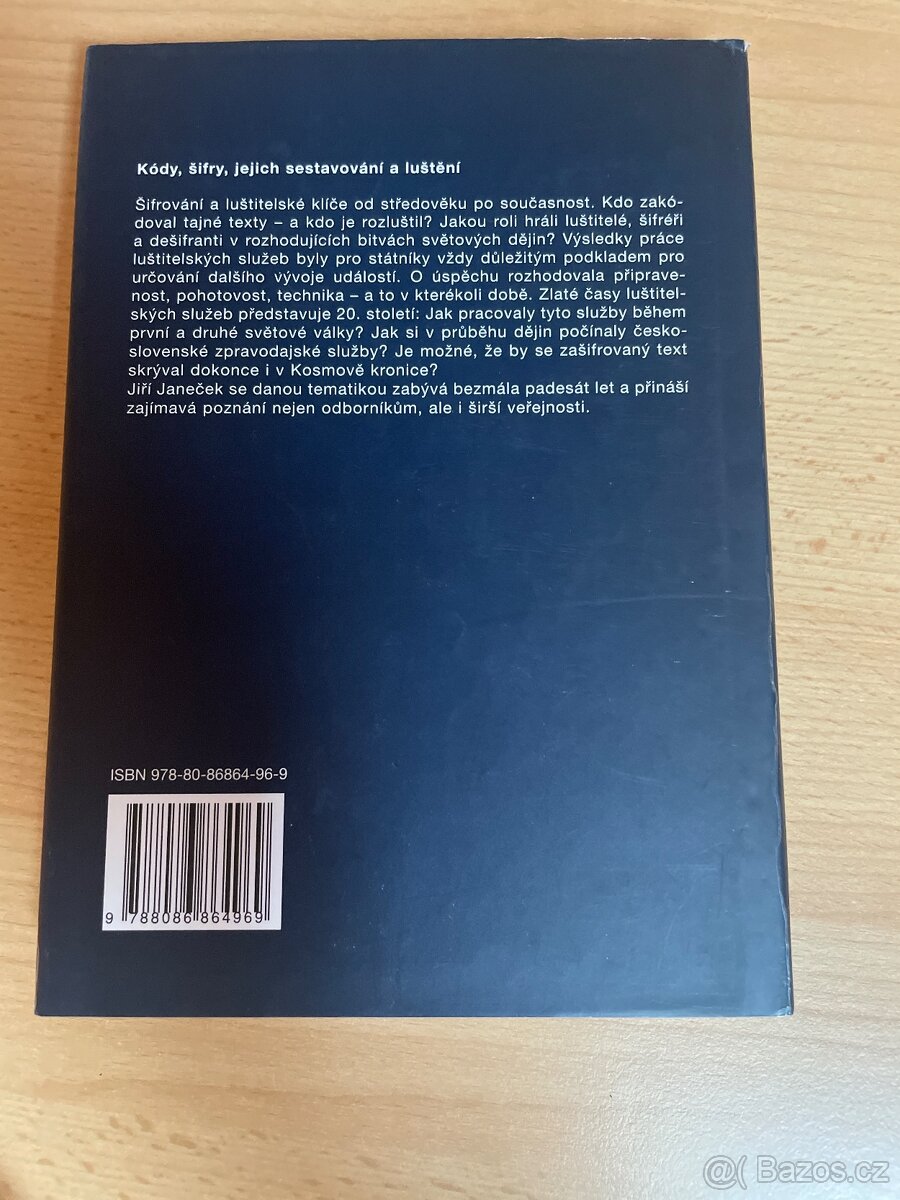 Kódy, šifry, jejich sestavování a luštění
Šifrování a luštitelské klíče od středověku po současnost. Kdo zakó-
doval tajné texty – a kdo je rozluštil? Jakou roli hráli luštitelé, šifréři
a dešifranti v rozhodujících bitvách světových dějin? Výsledky práce
luštitelských služeb byly pro státníky vždy důležitým podkladem pro
určování dalšího vývoje událostí. O úspěchu rozhodovala připrave-
nost, pohotovost, technika – a to v kterékoli době. Zlaté časy luštitel-
ských služeb představuje 20. století: Jak pracovaly tyto služby během
první a druhé světové války? Jak si v průběhu dějin počínaly česko-
slovenské zpravodajské služby? Je možné, že by se zašifrovaný text
skrýval dokonce i v Kosmově kronice?
Jiří Janeček se danou tematikou zabývá bezmála padesát let a přináší
zajímavá poznání nejen odborníkům, ale i širší veřejnosti.
ISBN 978-80-86864-96-9
9 788086 864969
@( Bazos.cz